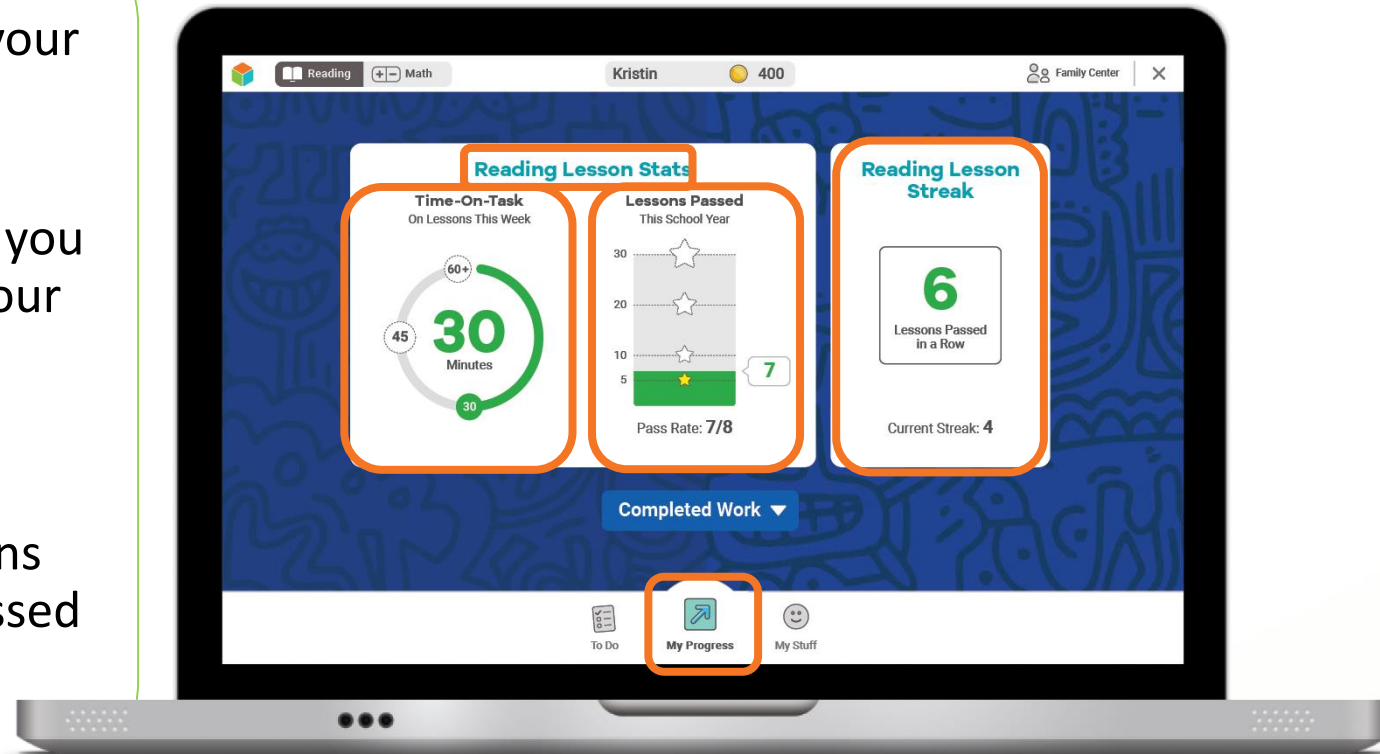 your
you
our
ns
ssed
Reading
Math
Kristin
400
Family Center
Reading Lesson Stats
Time-On-Task
On Lessons This Week
60+
45
30
Minutes
30
Lessons Passed
This School Year
30
20
10
5
7
Pass Rate: 7/8
Reading Lesson
Streak
6
Lessons Passed
in a Row
Current Streak: 4
Completed Work
To Do
My Progress
My Stuff